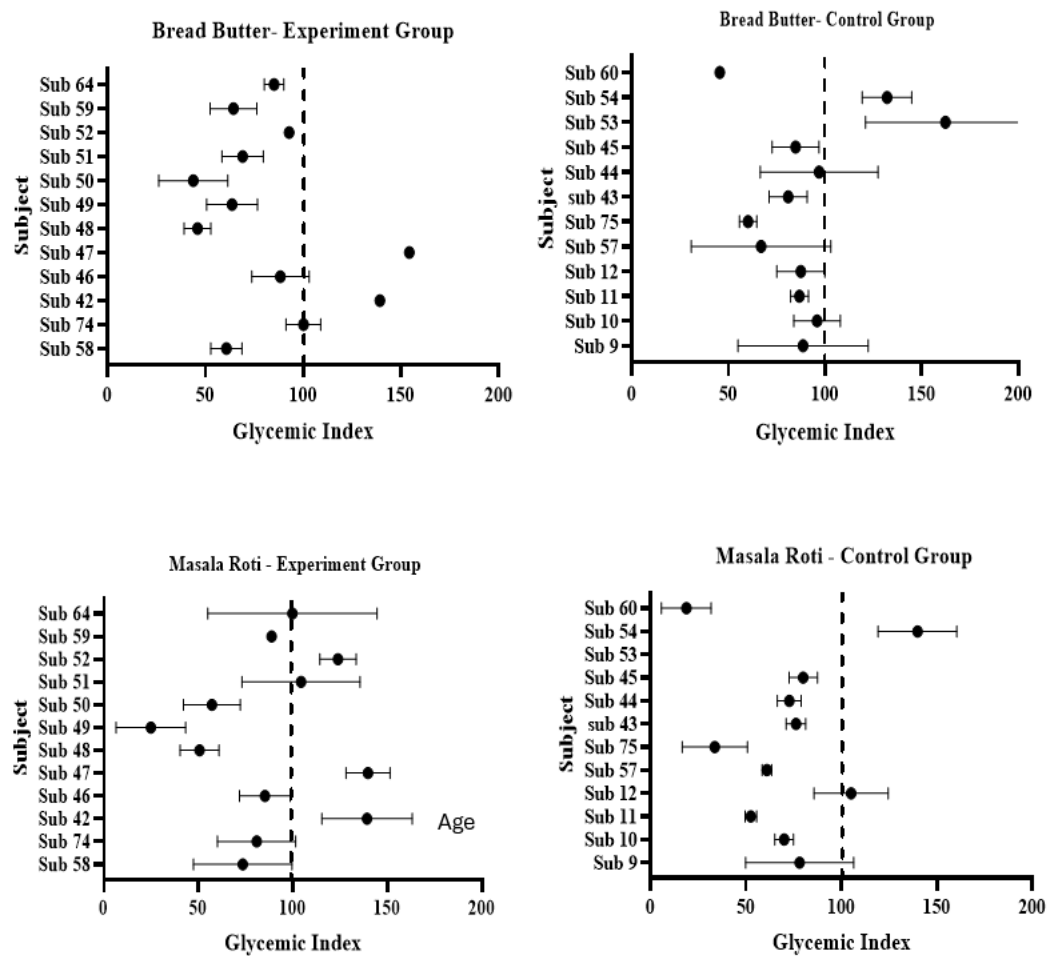 Bread Butter- Experiment Group
Subject
Sub 64
Sub 59
Sub 52
Sub 51
Sub 50
Sub 49
Sub 48
Sub 47
Sub 46
Sub 42
Sub 74
Sub 58
0 50 100 150 200
Glycemic Index
Bread Butter- Control Group
Subject
Sub 60
Sub 54
Sub 53
Sub 45
Sub 44
sub 43
Sub 75
Sub 57
Sub 12
Sub 11
Sub 10
Sub 9
0 50 100 150 200
Glycemic Index
Masala Roti - Experiment Group
Subject
Sub 64
Sub 59
Sub 52
Sub 51
Sub 50
Sub 49
Sub 48
Sub 47
Sub 46
Sub 42
Sub 74
Sub 58
Age
0 50 100 150 200
Glycemic Index
Masala Roti - Control Group
Subject
Sub 60
Sub 54
Sub 53
Sub 45
Sub 44
sub 43
Sub 75
Sub 57
Sub 12
Sub 11
Sub 10
Sub 9
0 50 100 150 200
Glycemic Index